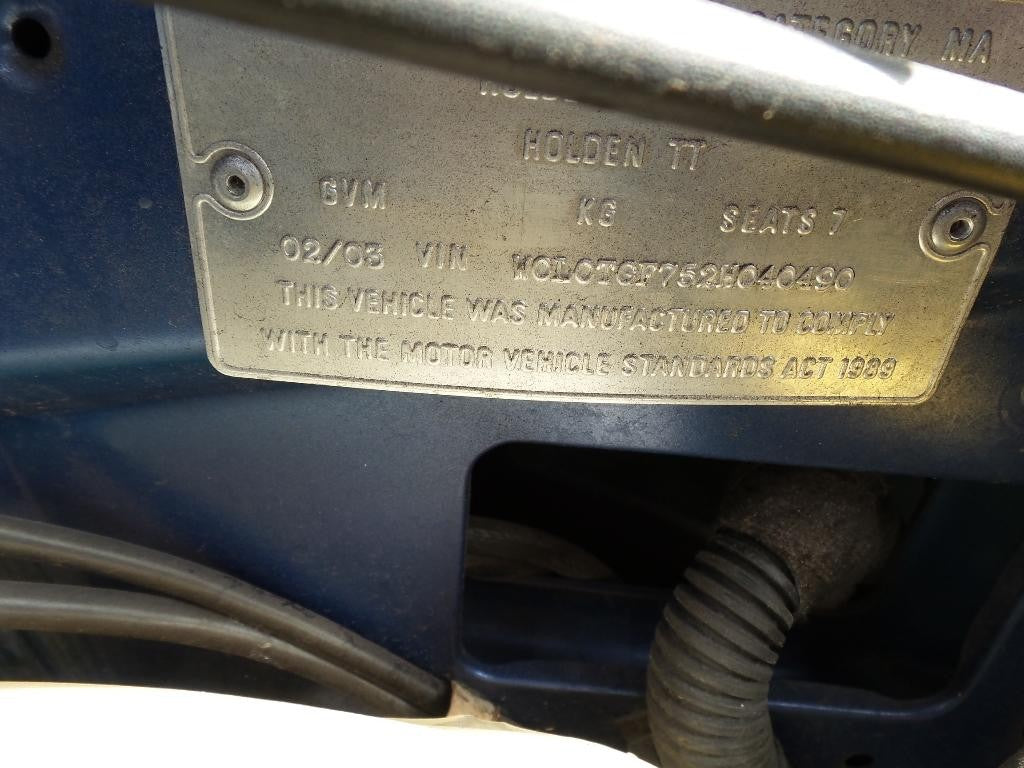 CATEGORY MA
HOLDEN TT
GVM KG SEATS 7
02/03 VIN W0L0TGF752H040490
THIS VEHICLE WAS MANUFACTURED TO COMPLY
WITH THE MOTOR VEHICLE STANDARDS ACT 1989